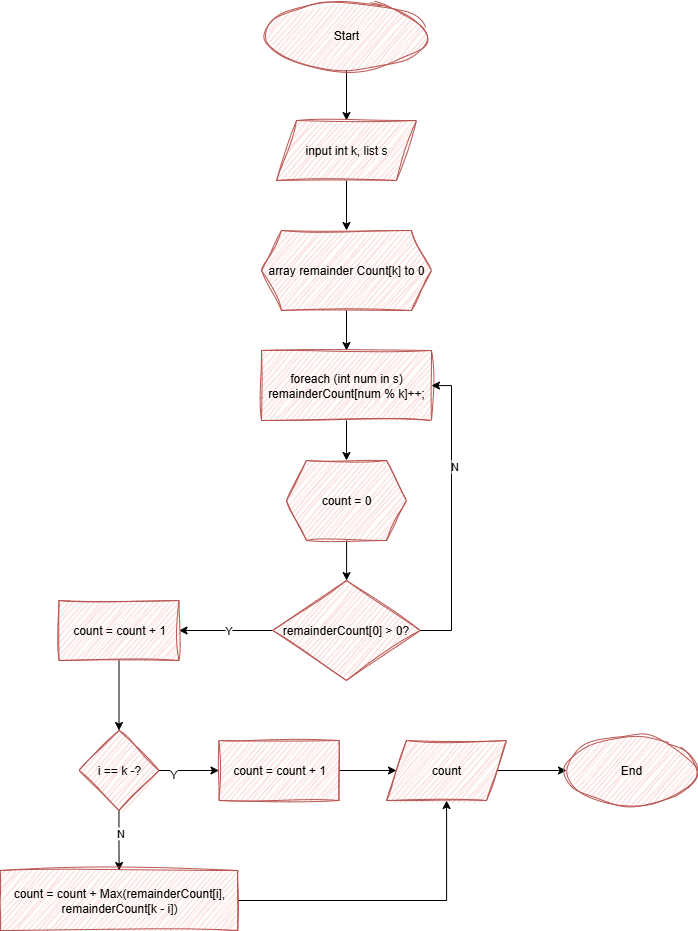 Start
input int k, list s
array remainder Count[k] to 0
foreach (int num in s)
remainderCount[num % k]++;
N
count = 0
remainderCount[0] > 0?
Y
count = count + 1
i == k -?
Y
count = count + 1
count
End
N
count = count + Max(remainderCount[i],
remainderCount[k - i])